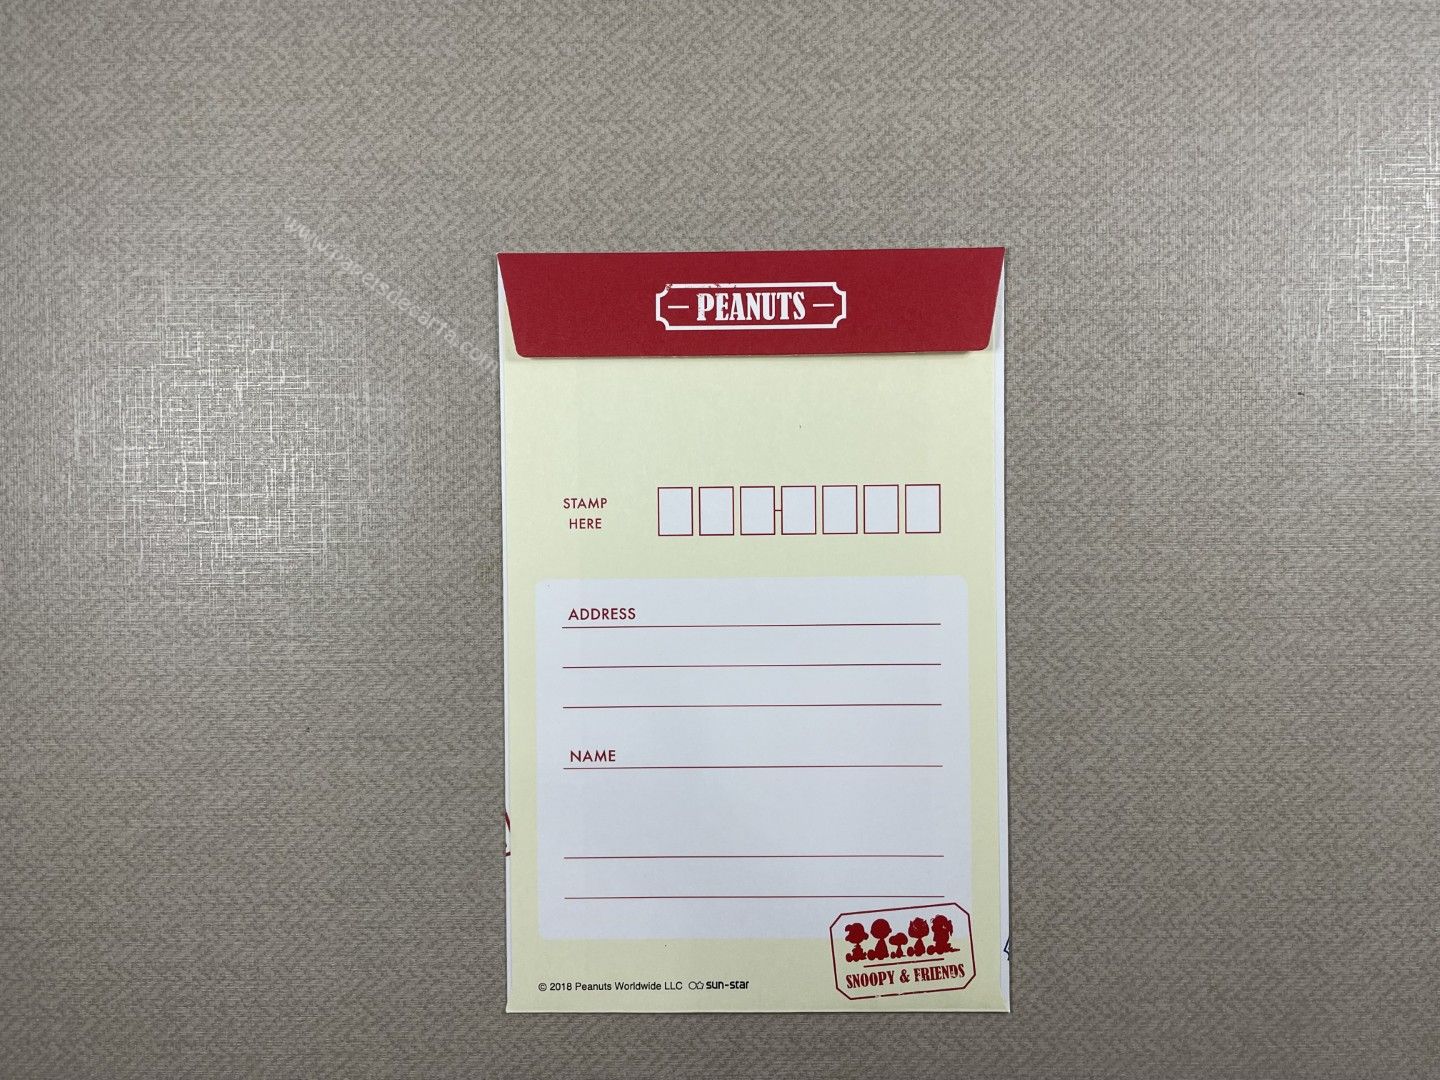 PEANUTS
STAMP
HERE
ADDRESS
NAME
SNOOPY & FRIENDS
© 2018 Peanuts Worldwide LLC sun-star